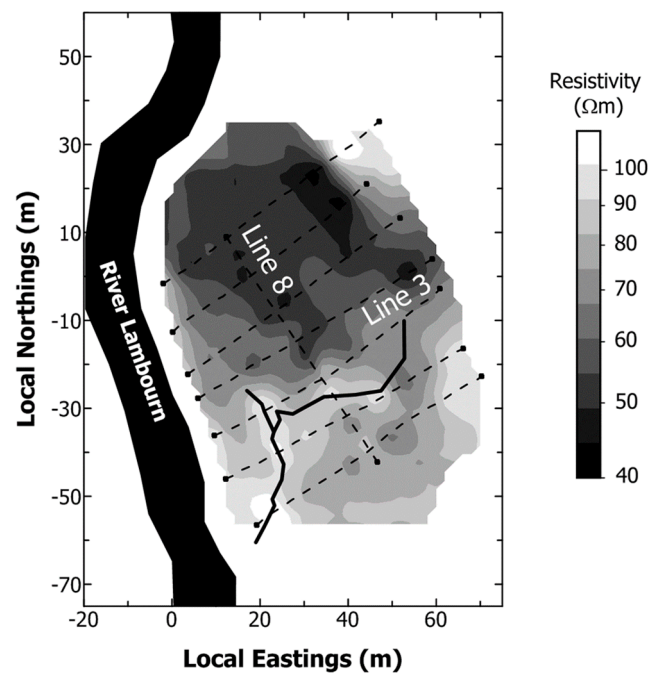 50
30
10
-10
-30
-50
-70
-20
0
20
40
60
Local Northings (m)
Local Eastings (m)
River Lambourn
Line 8
Line 3
Resistivity
(Ωm)
100
90
80
70
60
50
40